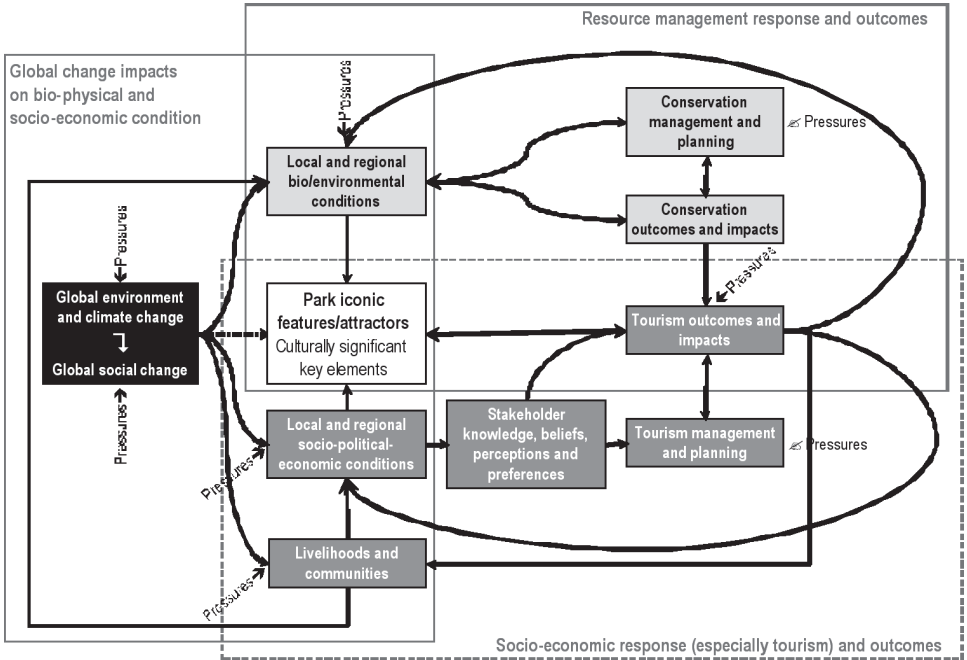 Resource management response and outcomes
Global change impacts
on bio-physical and
socio-economic condition
Pressures
Conservation
management and
planning
Pressures
Local and regional
bio/environmental
conditions
Conservation
outcomes and impacts
Pressures
Pressures
Global environment
and climate change
Global social change
Park iconic
features/attractors
Culturally significant
key elements
Tourism outcomes and
impacts
Pressures
Local and regional
socio-political-
economic conditions
Stakeholder
knowledge, beliefs,
perceptions and
preferences
Tourism management
and planning
Pressures
Pressures
Livelihoods and
communities
Pressures
Socio-economic response (especially tourism) and outcomes